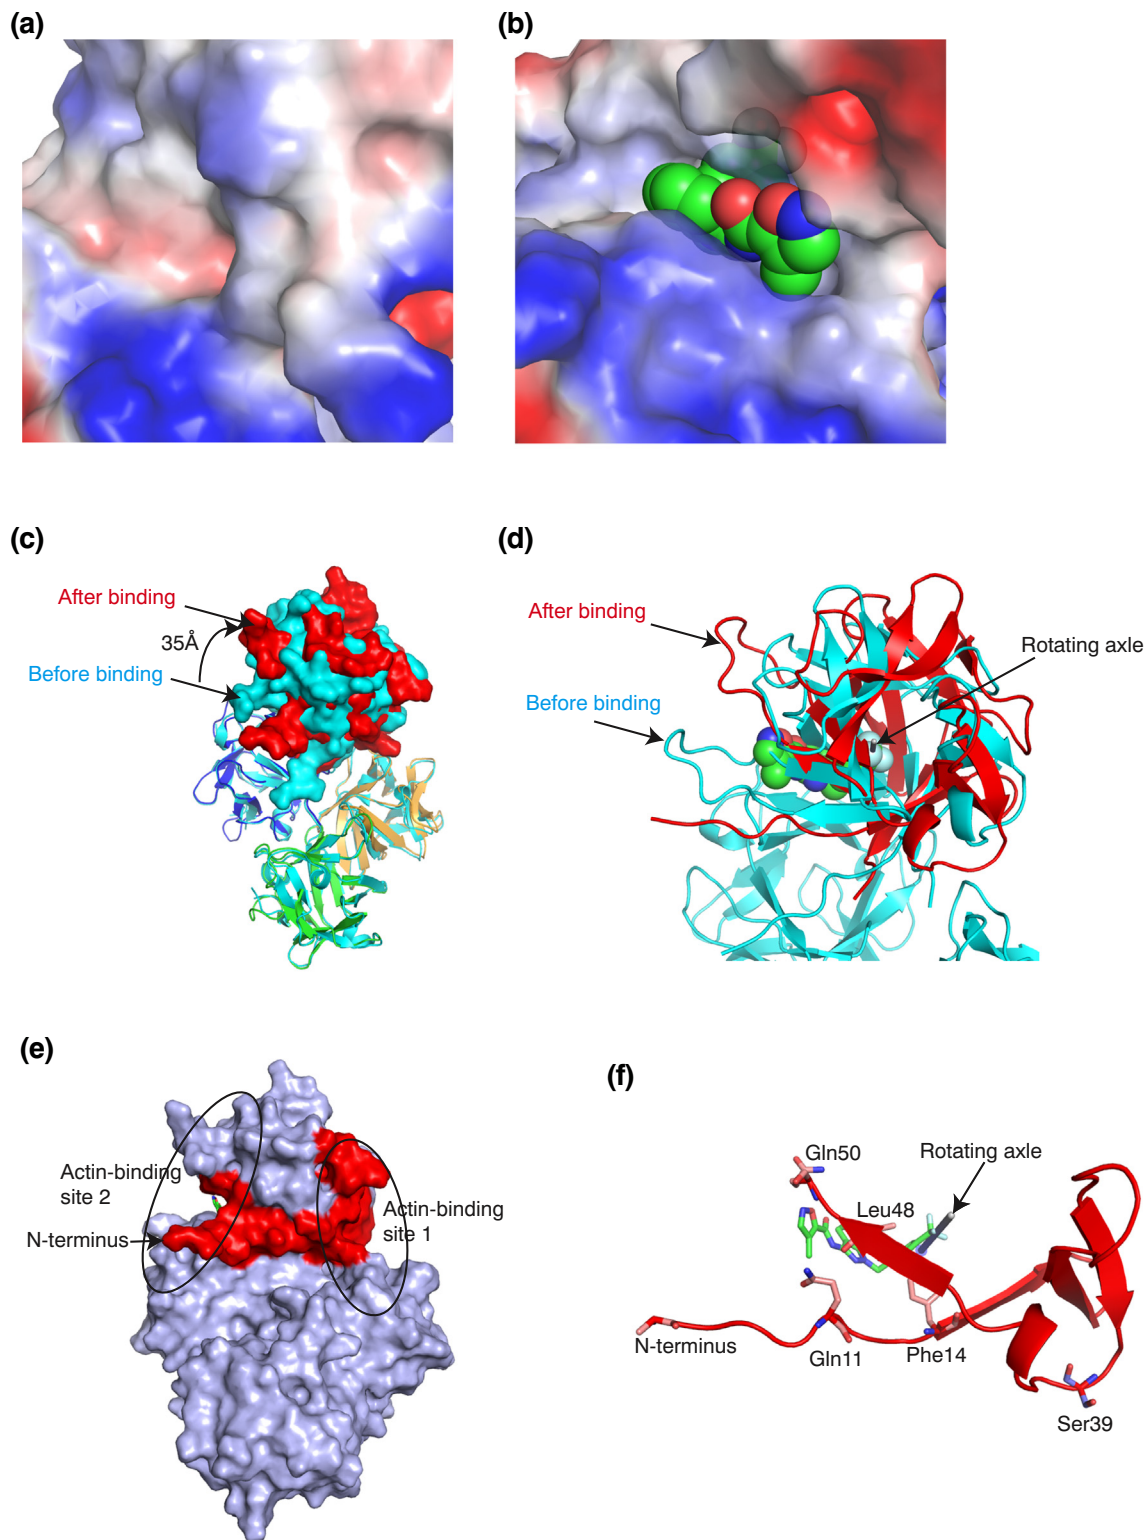 (a)
(b)
(c)
After binding
35Å
Before binding
(d)
After binding
Rotating axle
Before binding
(e)
Actin-binding
site 2
Actin-binding
site 1
N-terminus
(f)
Gln50
Rotating axle
Leu48
N-terminus
Gln11
Phe14
Ser39